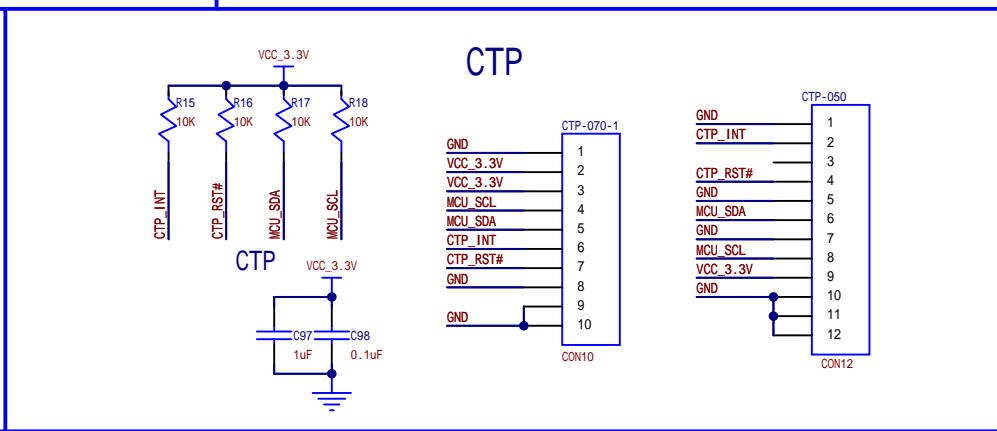 CTP
VCC_3.3V
R15
10K
R16
10K
R17
10K
R18
10K
CTP_INT
CTP_RST#
MCU_SDA
MCU_SCL
CTP
VCC_3.3V
C97
1uF
C98
0.1uF
CTP-070-1
GND 1
VCC_3.3V 2
VCC_3.3V 3
MCU_SCL 4
MCU_SDA 5
CTP_INT 6
CTP_RST# 7
GND 8
9
GND 10
CON10
CTP-050
GND 1
CTP_INT 2
3
CTP_RST# 4
GND 5
MCU_SDA 6
GND 7
MCU_SCL 8
VCC_3.3V 9
GND 10
11
12
CON12